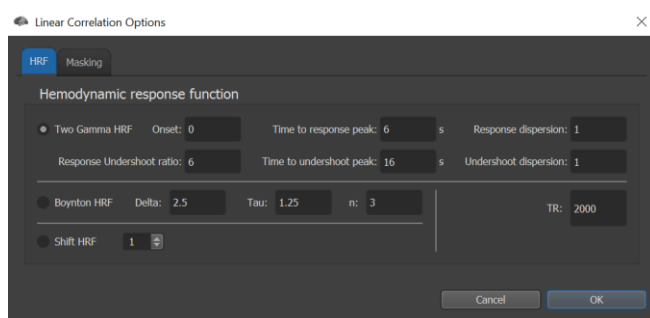 Linear Correlation Options
HRF Masking
Hemodynamic response function
Two Gamma HRF Onset: 0 Time to response peak: 6 s Response dispersion: 1
Response Undershoot ratio: 6 Time to undershoot peak: 16 s Undershoot dispersion: 1
Boynton HRF Delta: 2.5 Tau: 1.25 n: 3 TR: 2000
Shift HRF 1
Cancel OK